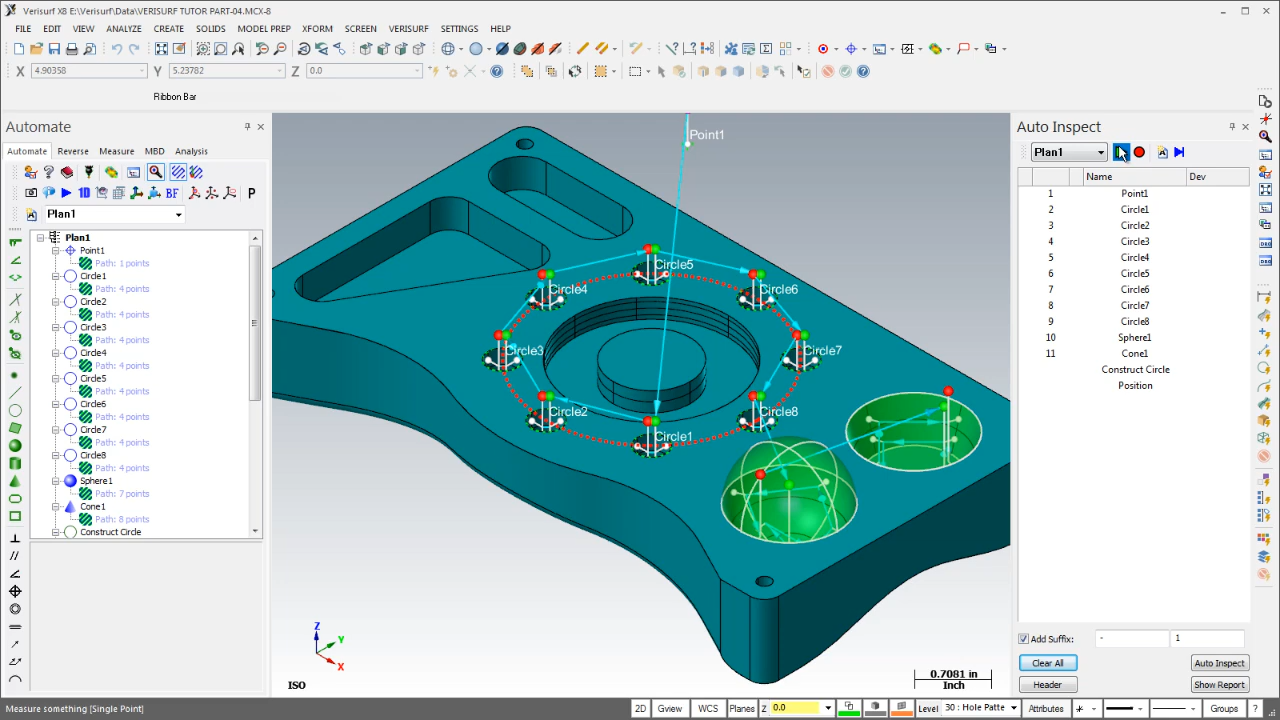 Verisurf X8 E:\Verisurf\Data\VERISURF TUTOR PART-04.MCX-8
FILE EDIT VIEW ANALYZE CREATE SOLIDS MODEL PREP XFORM SCREEN VERISURF SETTINGS HELP
X 4.90358 Y 5.23782 Z 0.0
Ribbon Bar
Automate
Automate Reverse Measure MBD Analysis
1D BF P
Plan1
Plan1
Point1
Path: 1 points
Circle1
Path: 4 points
Circle2
Path: 4 points
Circle3
Path: 4 points
Circle4
Path: 4 points
Circle5
Path: 4 points
Circle6
Path: 4 points
Circle7
Path: 4 points
Circle8
Path: 4 points
Sphere1
Path: 7 points
Cone1
Path: 8 points
Construct Circle
Point1
Circle5
Circle4
Circle6
Circle3
Circle7
Circle2
Circle8
Circle1
Z
Y
X
ISO
0.7081 in
Inch
Auto Inspect
Plan1
Name Dev
1 Point1
2 Circle1
3 Circle2
4 Circle3
5 Circle4
6 Circle5
7 Circle6
8 Circle7
9 Circle8
10 Sphere1
11 Cone1
Construct Circle
Position
Add Suffix: - 1
Clear All Auto Inspect
Header Show Report
Measure something [Single Point]
2D Gview WCS Planes Z 0.0 Level 30 : Hole Patte Attributes Groups ?